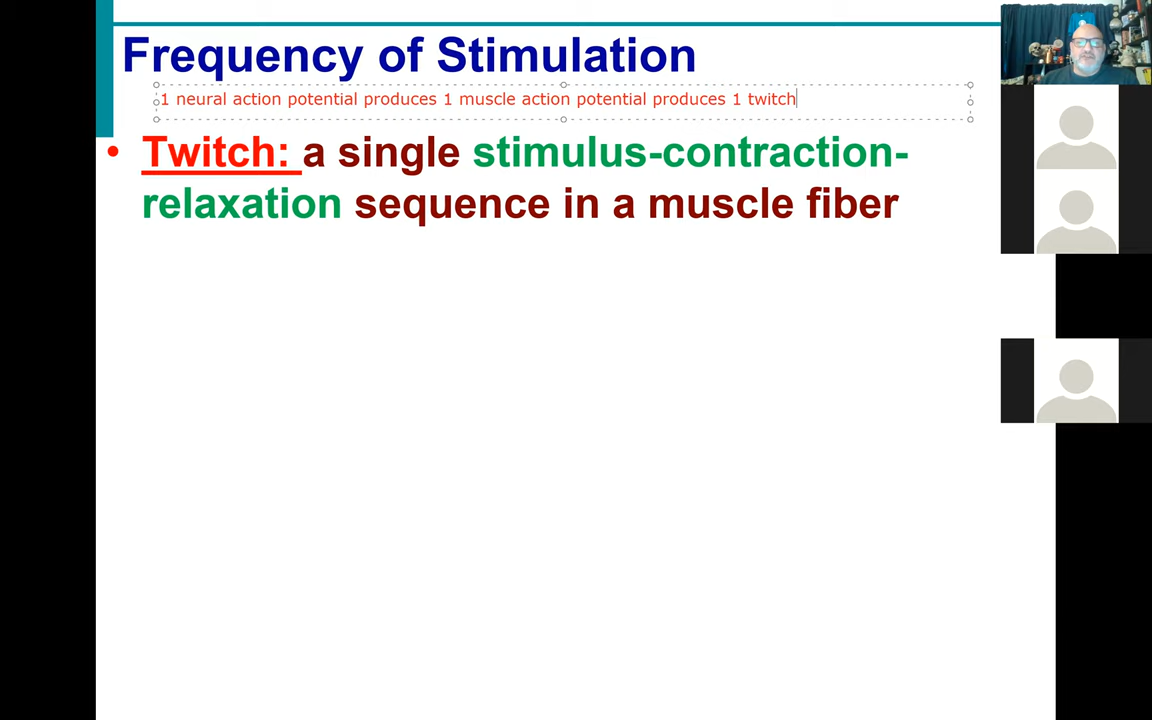 Frequency of Stimulation
1 neural action potential produces 1 muscle action potential produces 1 twitch
• Twitch: a single stimulus-contraction-
relaxation sequence in a muscle fiber